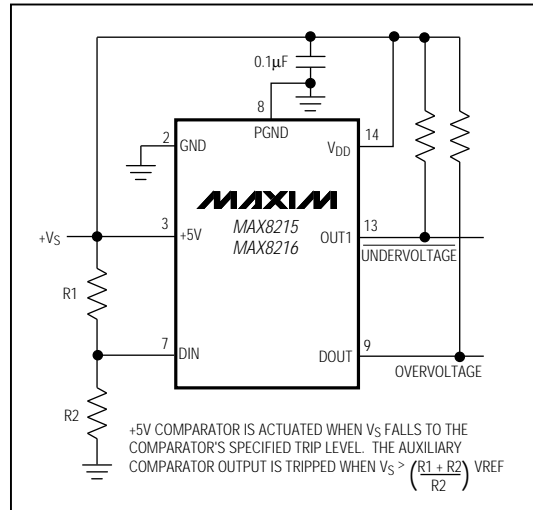 0.1µF
8
PGND
2
GND
14
VDD
MAXIM
MAX8215
MAX8216
+VS
3
+5V
13
OUT1
UNDERVOLTAGE
R1
7
DIN
9
DOUT
OVERVOLTAGE
R2
+5V COMPARATOR IS ACTUATED WHEN VS FALLS TO THE
COMPARATOR'S SPECIFIED TRIP LEVEL. THE AUXILIARY
COMPARATOR OUTPUT IS TRIPPED WHEN VS > (R1 + R2 / R2) VREF